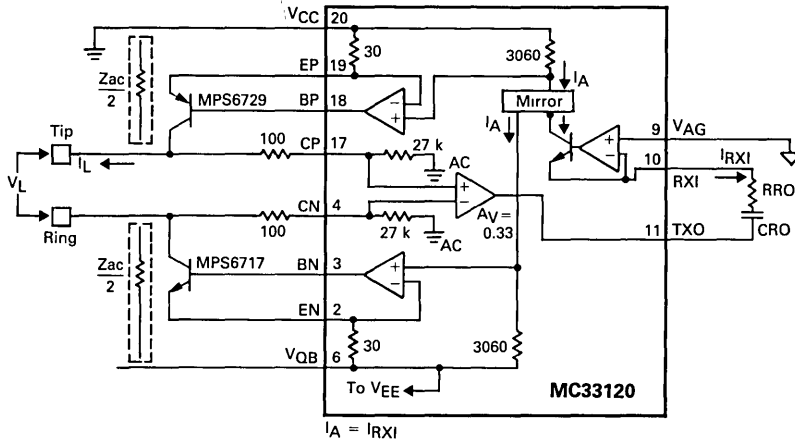 VCC 20
30
3060
EP 19
IA
Zac
2
MPS6729
BP 18
Mirror
IA
Tip
9 VAG
IL
100
CP 17
27 k
AC
10
RXI
IRXI
RRO
VL
CRO
CN 4
AV =
0.33
11 TXO
Ring
100
27 k
AC
Zac
2
MPS6717
BN 3
EN 2
30
3060
VQB 6
To VEE
MC33120
IA = IRXI